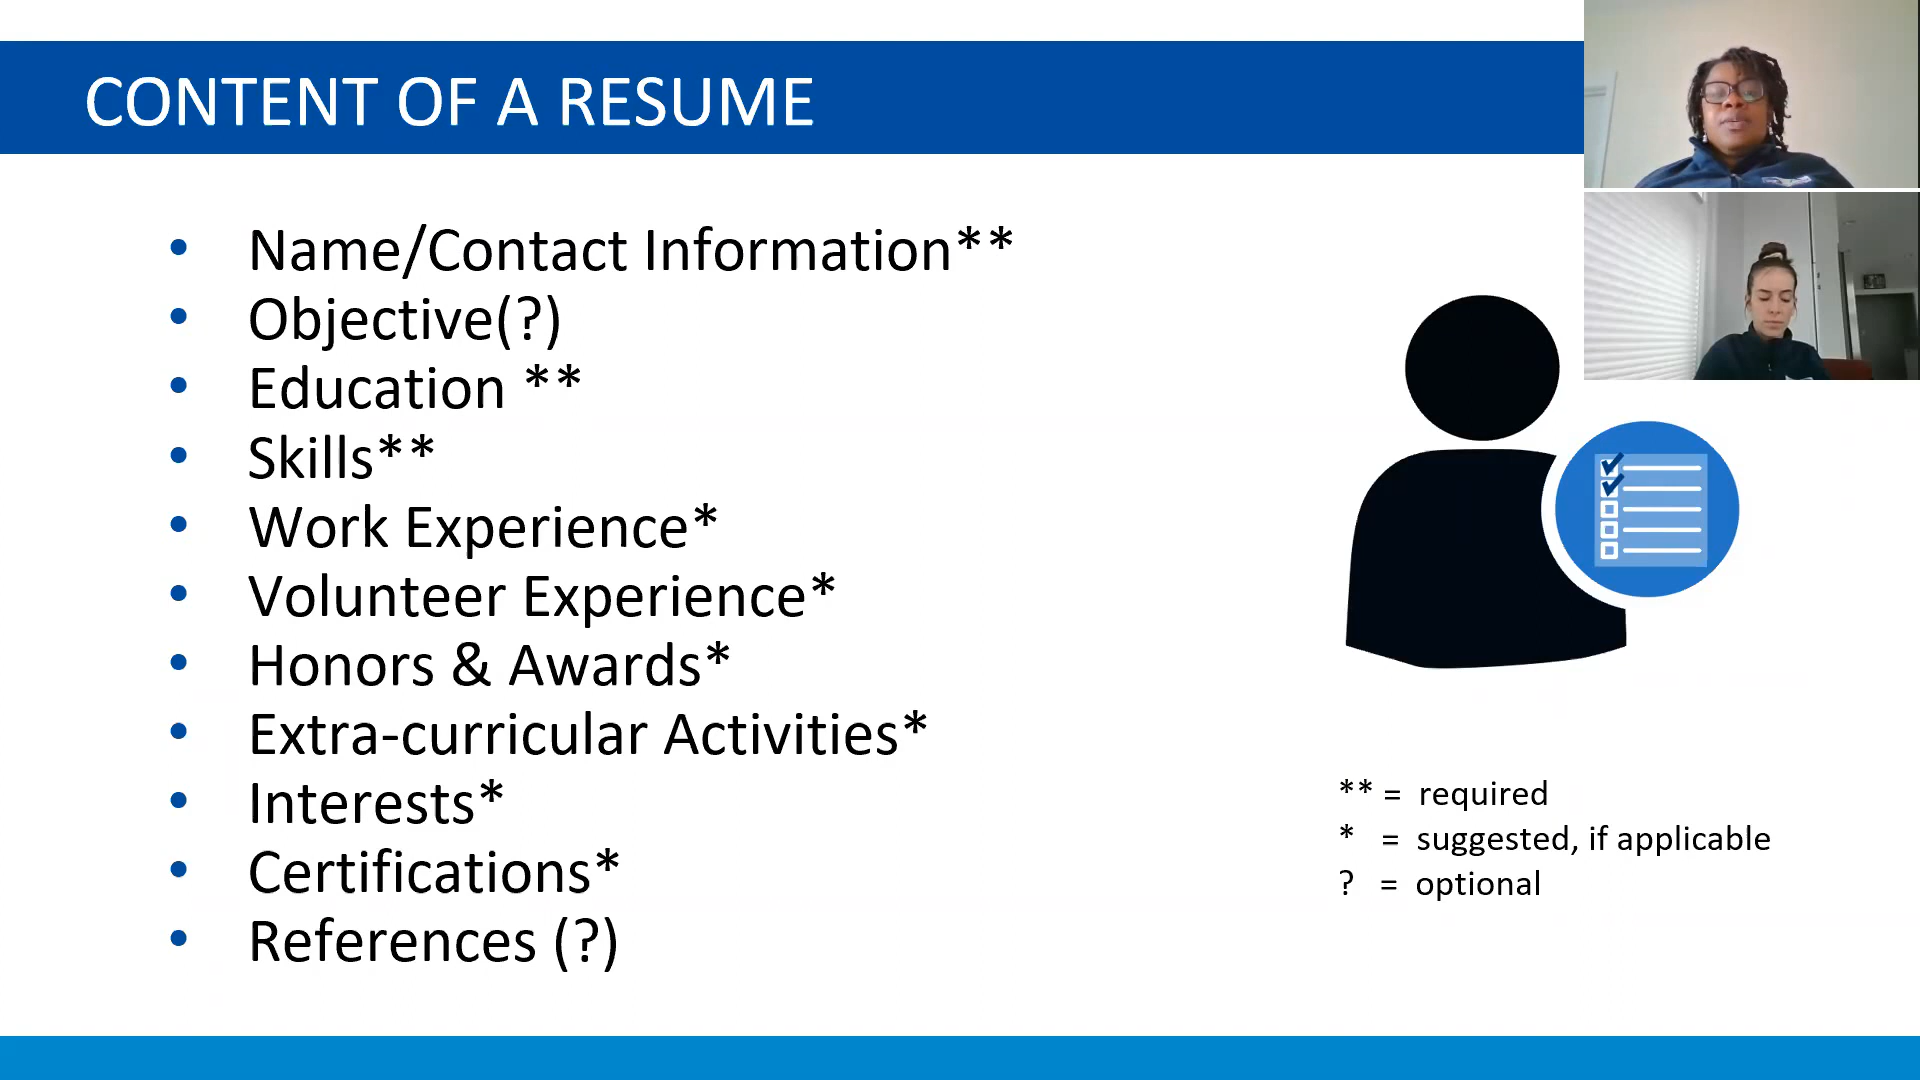 CONTENT OF A RESUME
• Name/Contact Information**
• Objective(?)
• Education **
• Skills**
• Work Experience*
• Volunteer Experience*
• Honors & Awards*
• Extra-curricular Activities*
• Interests*
• Certifications*
• References (?)
** = required
* = suggested, if applicable
? = optional